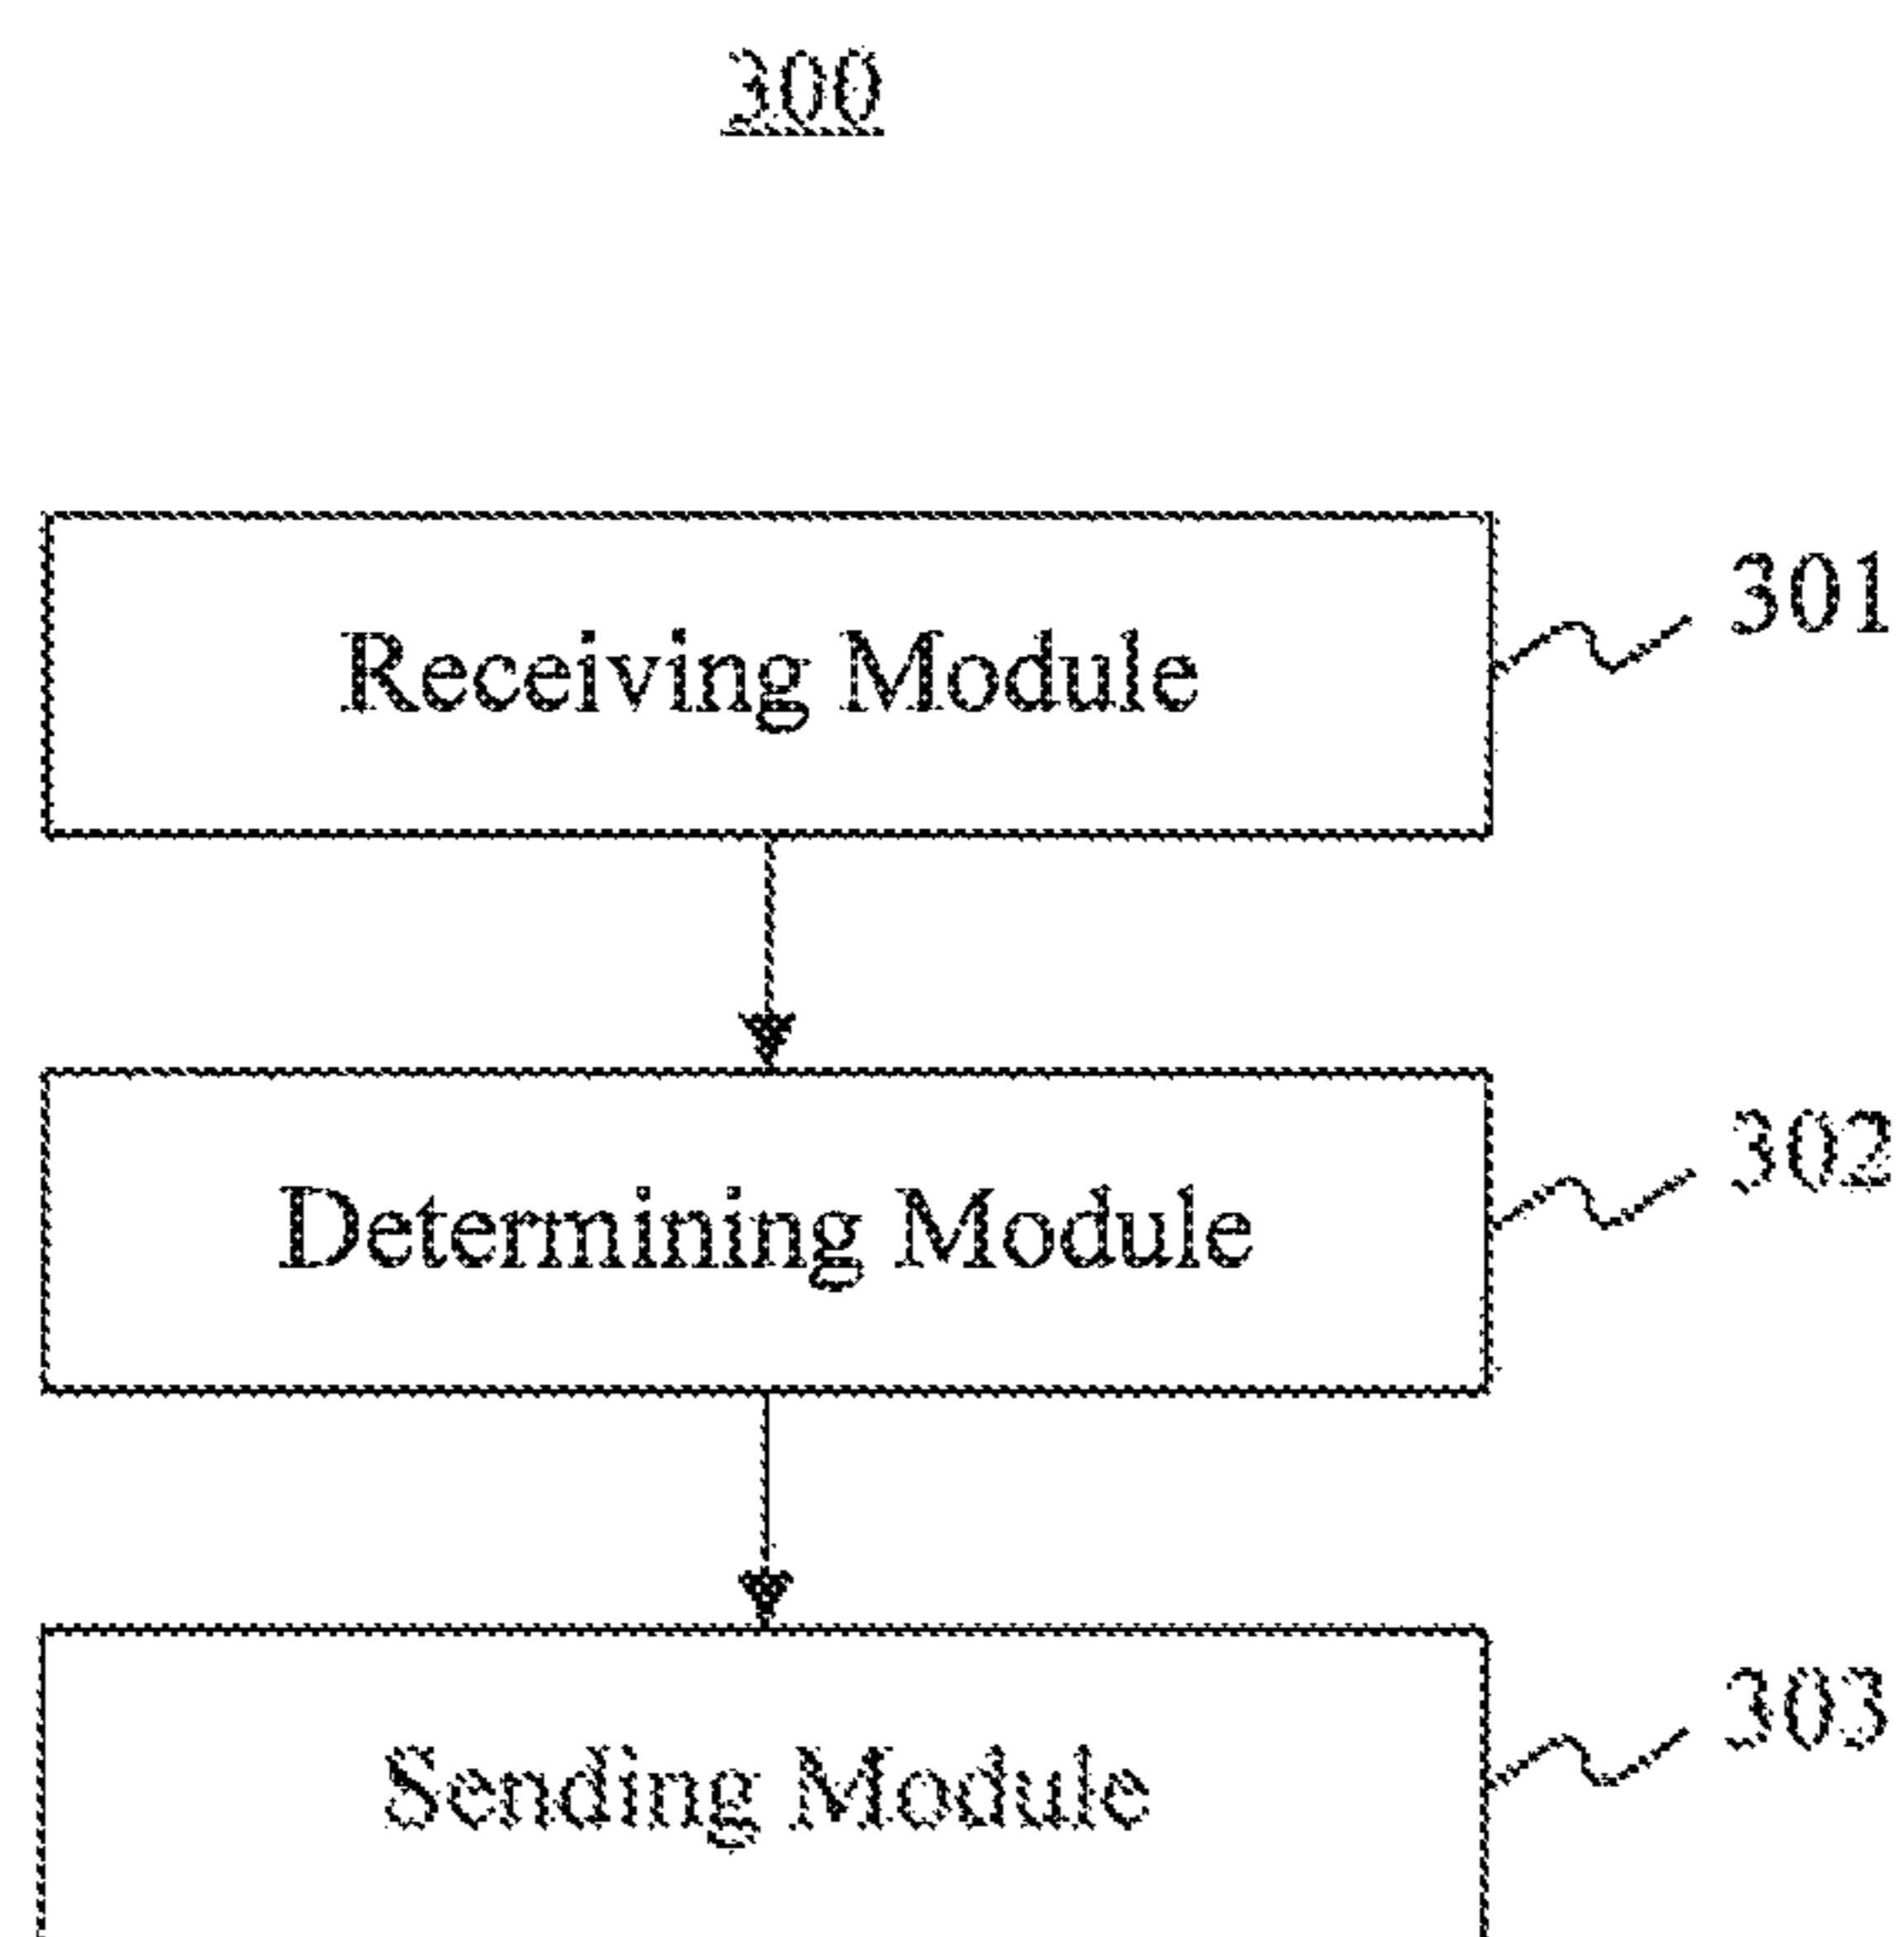 300
301
Receiving Module
302
Determining Module
303
Sending Module